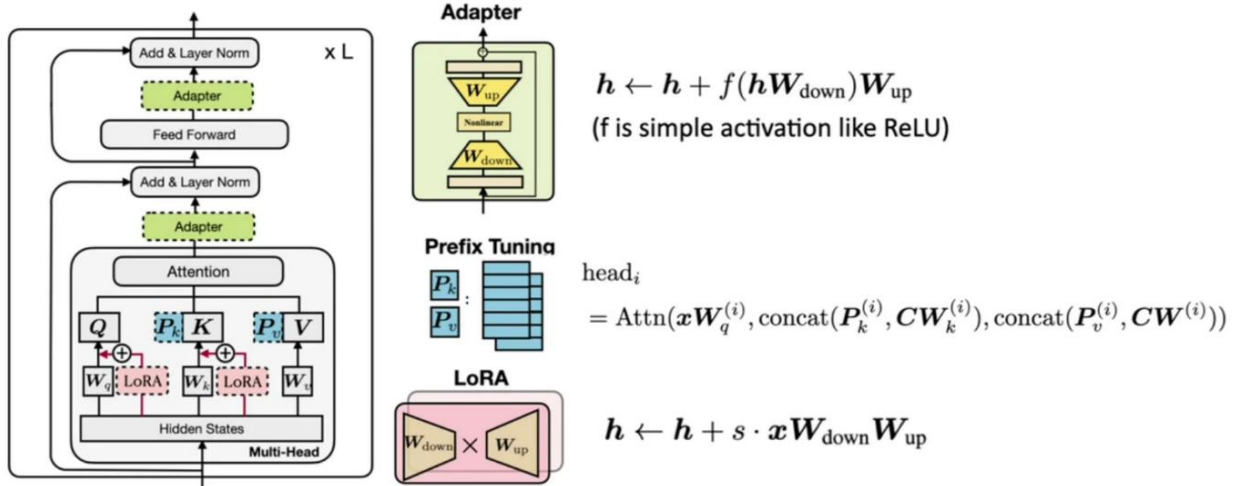 Add & Layer Norm
x L
Adapter
Feed Forward
Add & Layer Norm
Adapter
Attention
Q
P_k K
P_v V
W_q
LoRA
W_k
LoRA
W_v
Hidden States
Multi-Head
Adapter
W_up
Nonlinear
W_down
h ← h + f(hW_down)W_up
(f is simple activation like ReLU)
Prefix Tuning
P_k
P_v
:
head_i
= Attn(xW_q^(i), concat(P_k^(i), CW_k^(i)), concat(P_v^(i), CW^(i)))
LoRA
W_down × W_up
h ← h + s · xW_down W_up